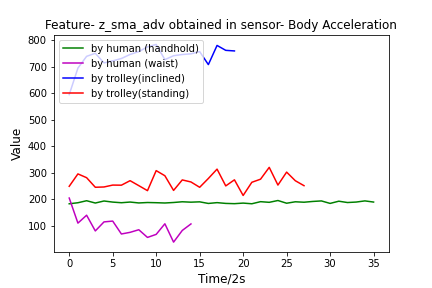 Feature- z_sma_adv obtained in sensor- Body Acceleration
800
700
600
500
400
300
200
100
Value
by human(handhold)
by human (waist)
by trolley(inclined)
by trolley(standing)
0 5 10 15 20 25 30 35
Time/2s